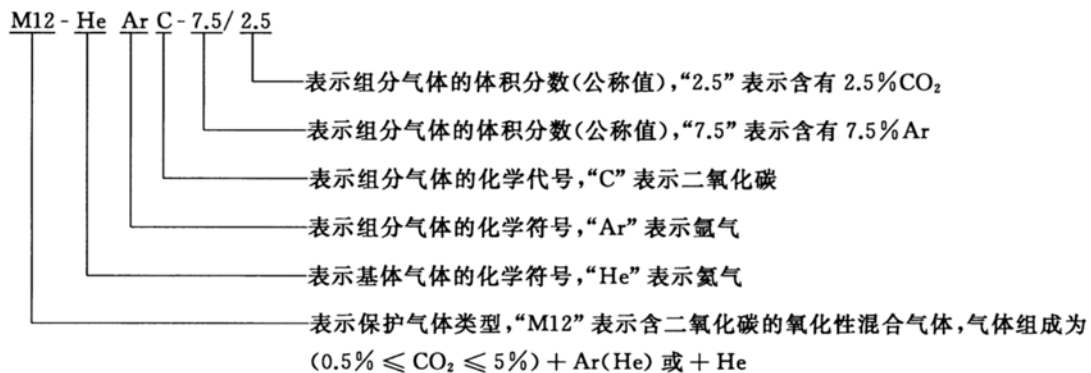 M12-He Ar C-7.5/2.5
表示组分气体的体积分数(公称值),“2.5”表示含有 2.5%CO₂
表示组分气体的体积分数(公称值),“7.5”表示含有 7.5%Ar
表示组分气体的化学代号,“C”表示二氧化碳
表示组分气体的化学符号,“Ar”表示氩气
表示基体气体的化学符号,“He”表示氦气
表示保护气体类型,“M12”表示含二氧化碳的氧化性混合气体,气体组成为
(0.5%≤CO₂≤5%)+Ar(He)或+He